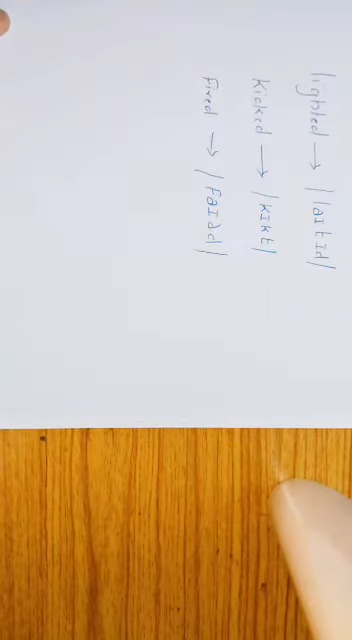 lighted → /laɪtɪd/
Kicked → /kɪkt/
Fired → /faɪəd/